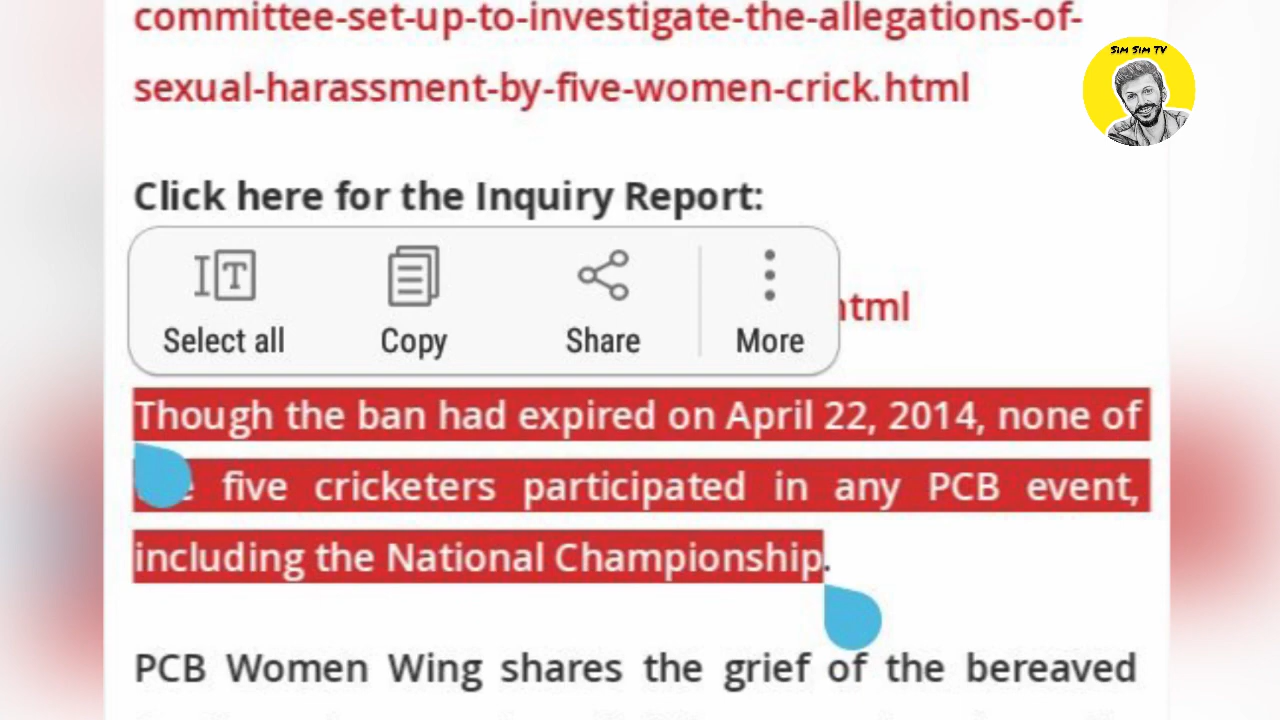 committee-set-up-to-investigate-the-allegations-of-
SIM SIM TV
sexual-harassment-by-five-women-crick.html
Click here for the Inquiry Report:
Select all Copy Share More
html
Though the ban had expired on April 22, 2014, none of
five cricketers participated in any PCB event,
including the National Championship.
PCB Women Wing shares the grief of the bereaved